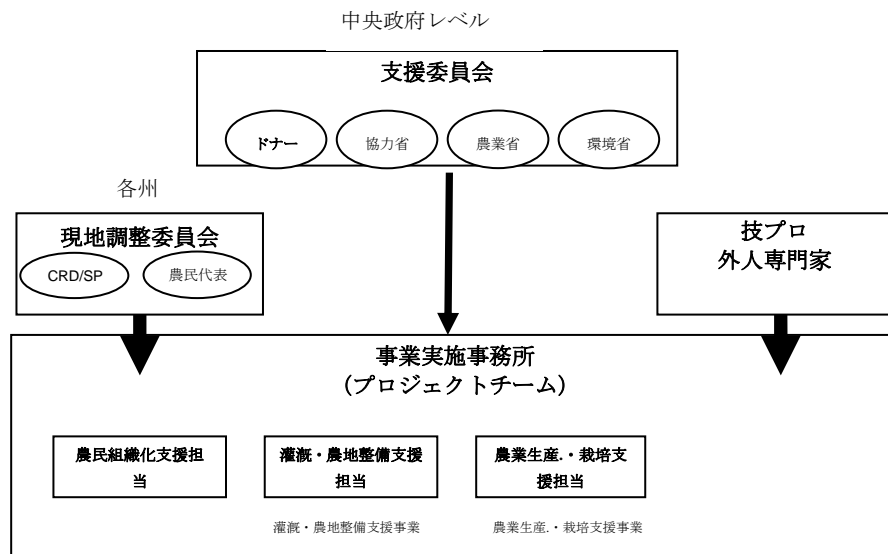 中央政府レベル
支援委員会
ドナー
協力省
農業省
環境省
各州
現地調整委員会
CRD/SP
農民代表
技プロ
外人専門家
事業実施事務所
(プロジェクトチーム)
農民組織化支援担
当
灌漑・農地整備支援
担当
農業生産.・栽培支
援担当
灌漑・農地整備支援事業
農業生産.・栽培支援事業